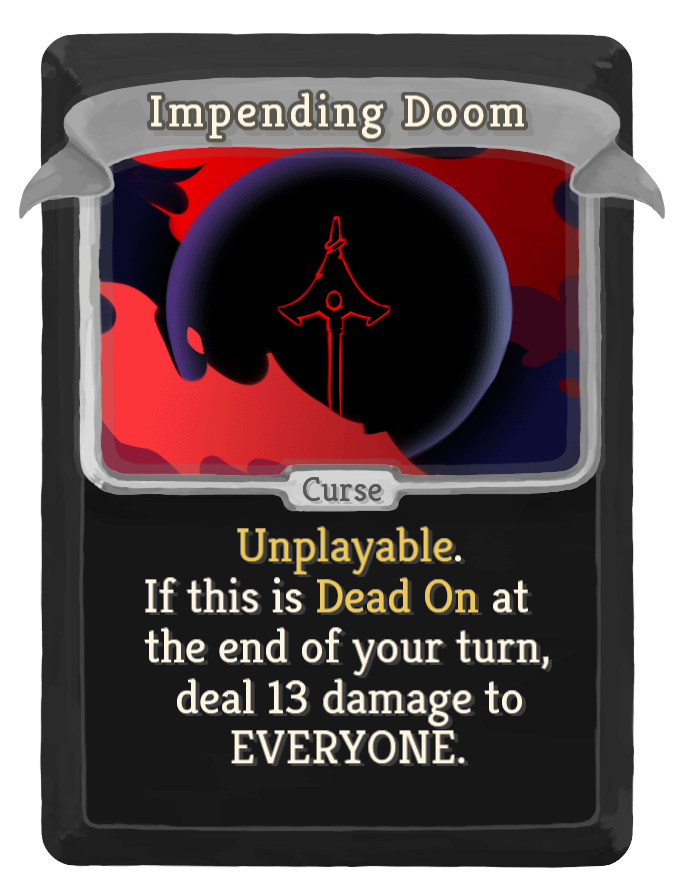 Impending Doom
Curse
Unplayable.
If this is Dead On at
the end of your turn,
deal 13 damage to
EVERYONE.